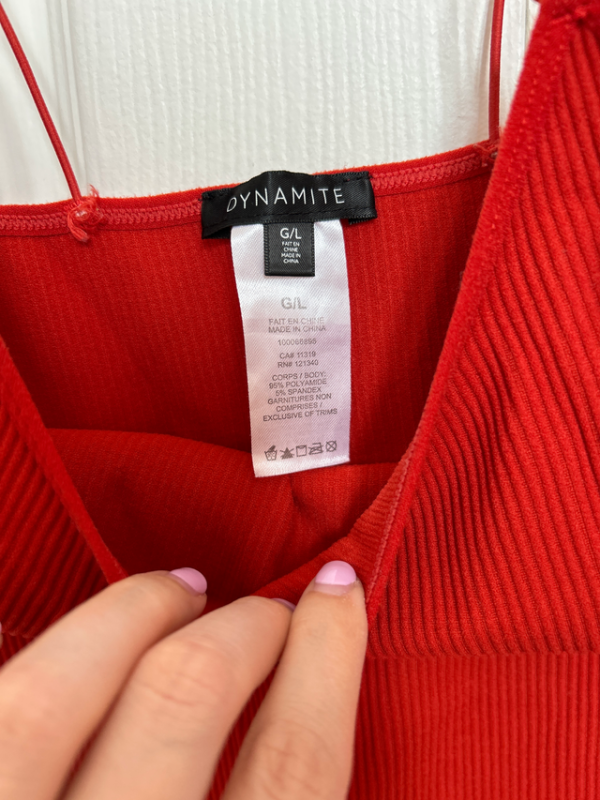 DYNAMITE
G/L
FAIT EN
CHINE
MADE IN
CHINA
G/L
FAIT EN CHINE
MADE IN CHINA
CA# 11319
RN# 121340
CORPS / BODY:
95% POLYAMIDE
5% SPANDEX
GARNITURES NON
COMPRISES /
EXCLUSIVE OF TRIMS